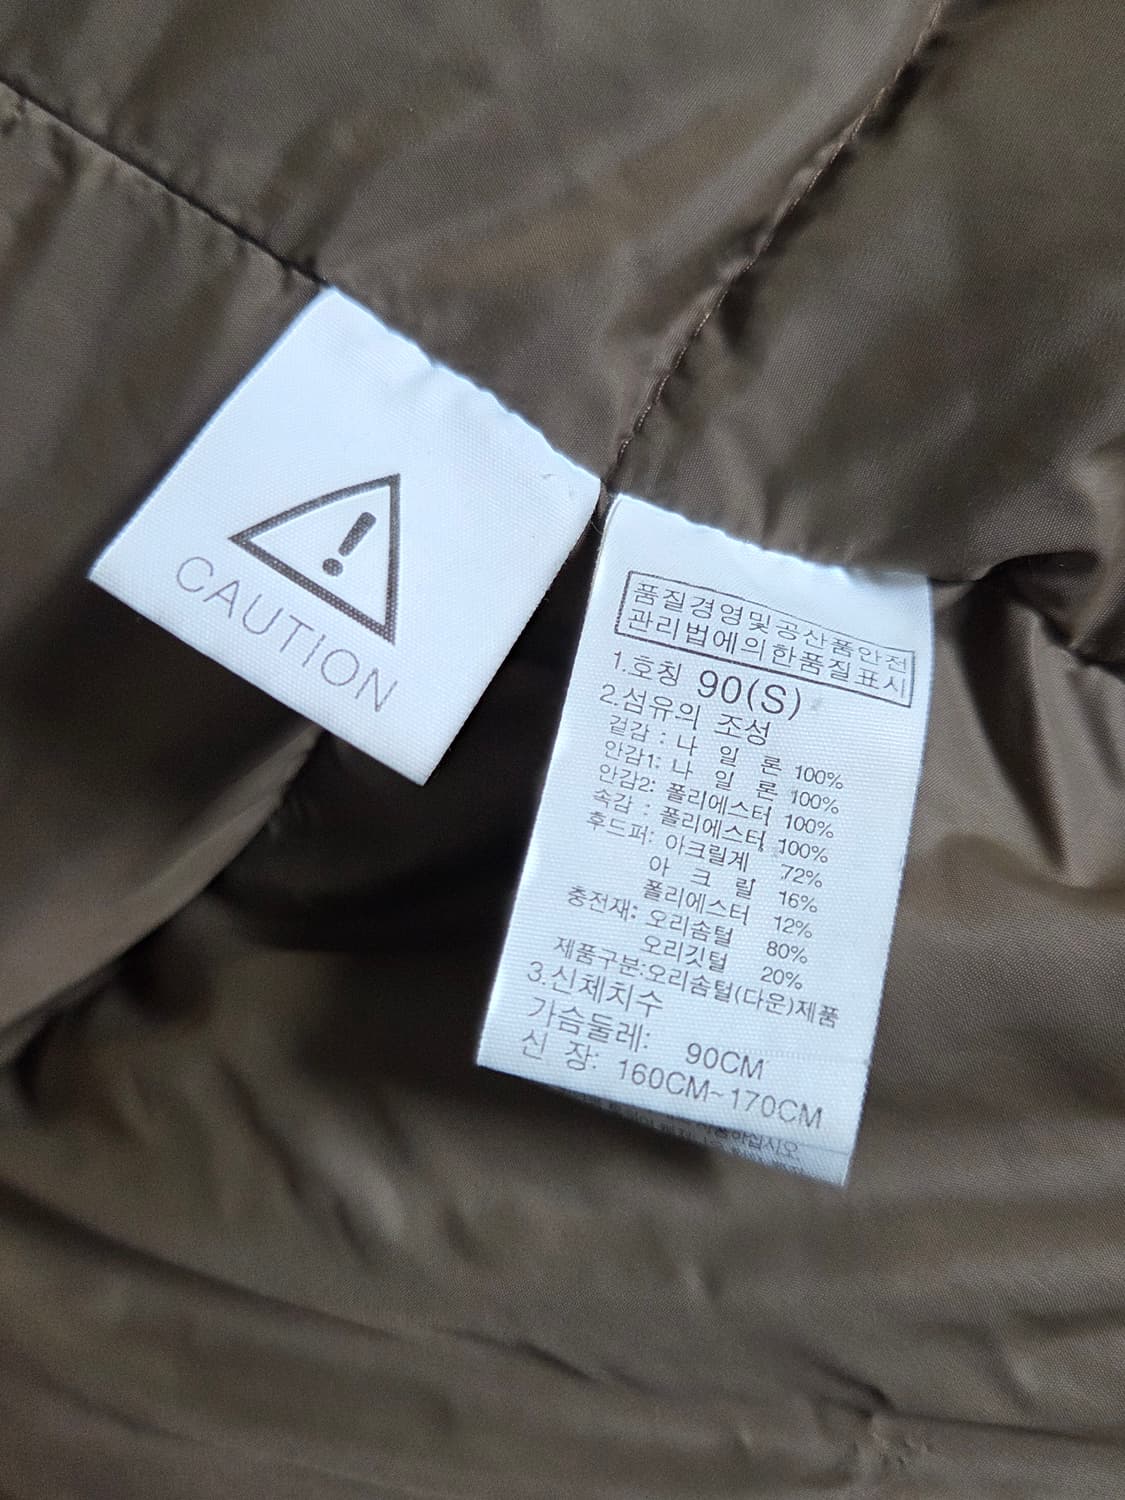 CAUTION
품질경영및공산품안전
관리법에의한품질표시
1.호칭 90(S)
2.섬유의 조성
겉감 : 나 일 론 100%
안감1: 나 일 론 100%
안감2: 폴리에스터 100%
속감 : 폴리에스터 100%
후드퍼: 아크릴계 72%
아 크 릴 16%
폴리에스터 12%
충전재: 오리솜털 80%
오리깃털 20%
제품구분:오리솜털(다운)제품
3.신체치수
가슴둘레: 90CM
신 장: 160CM~170CM